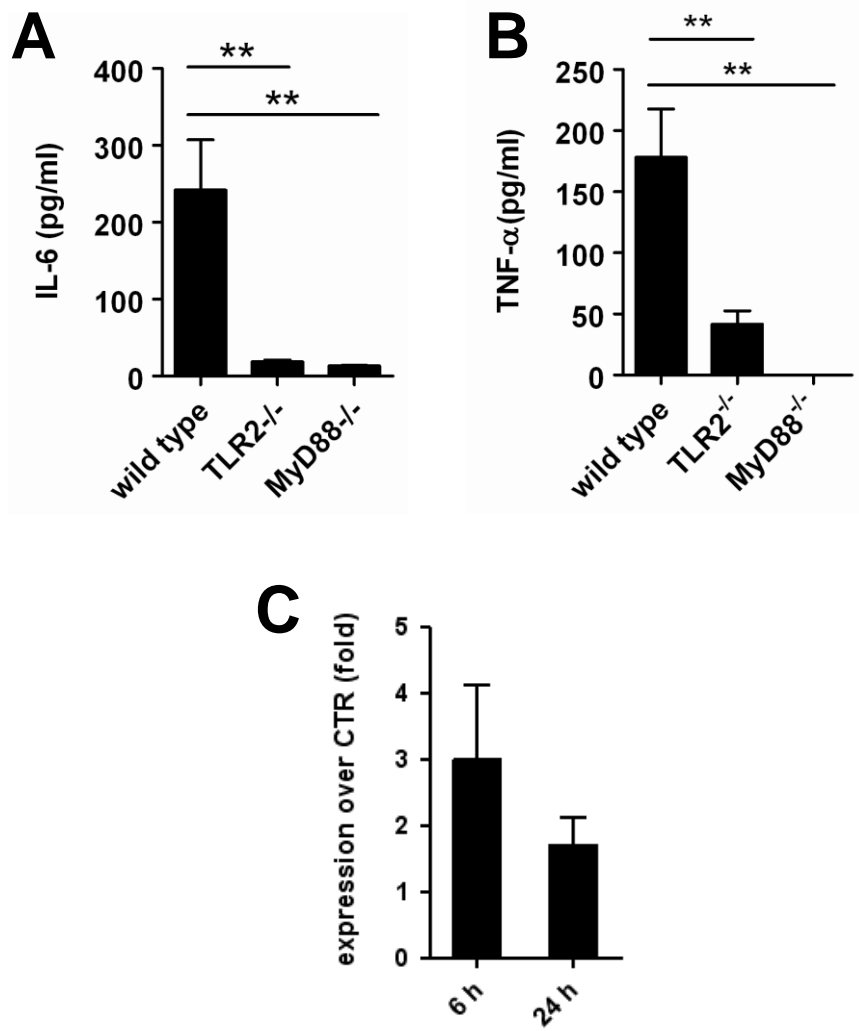 A
**
**
400
300
200
100
0
IL-6 (pg/ml)
wild type
TLR2-/-
MyD88-/-
B
**
**
250
200
150
100
50
0
TNF-α(pg/ml)
wild type
TLR2-/-
MyD88-/-
C
5
4
3
2
1
0
expression over CTR (fold)
6 h
24 h